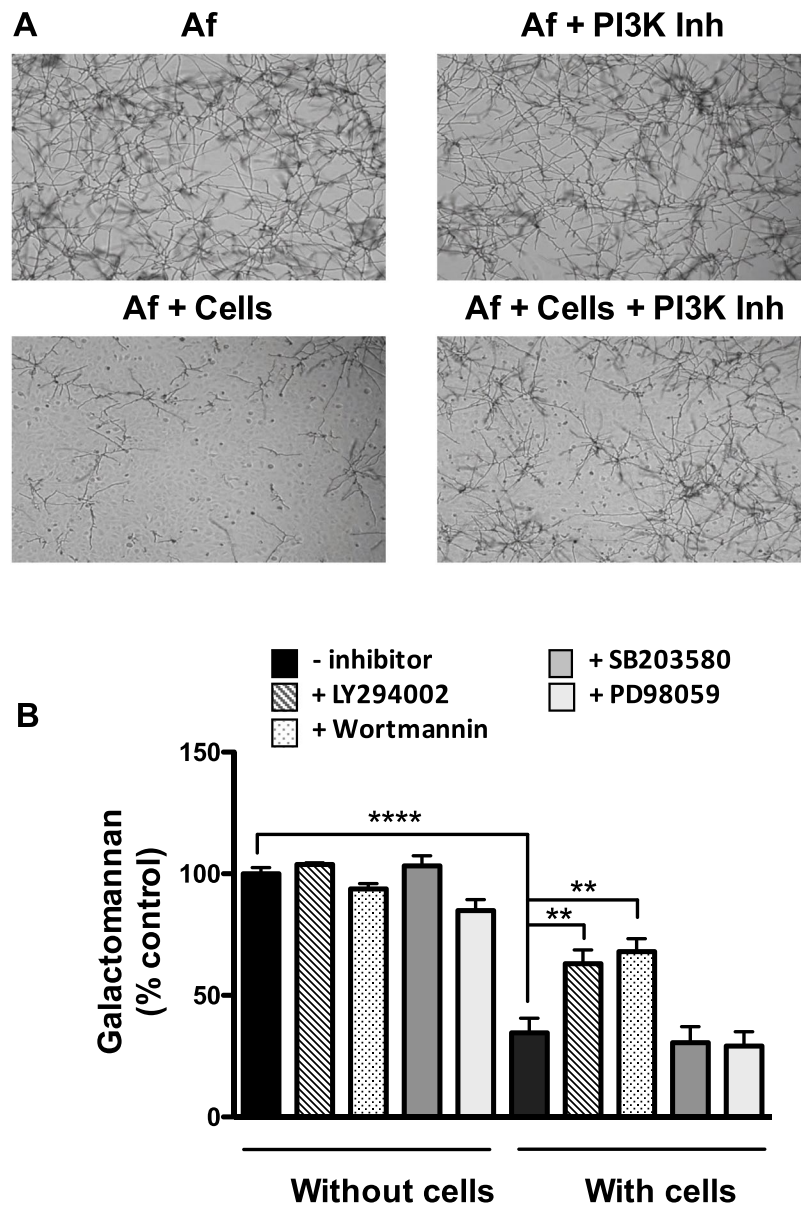 A
Af
Af + PI3K Inh
Af + Cells
Af + Cells + PI3K Inh
B
- inhibitor
+ LY294002
+ Wortmannin
+ SB203580
+ PD98059
Galactomannan
(% control)
150
100
50
0
****
**
**
Without cells
With cells